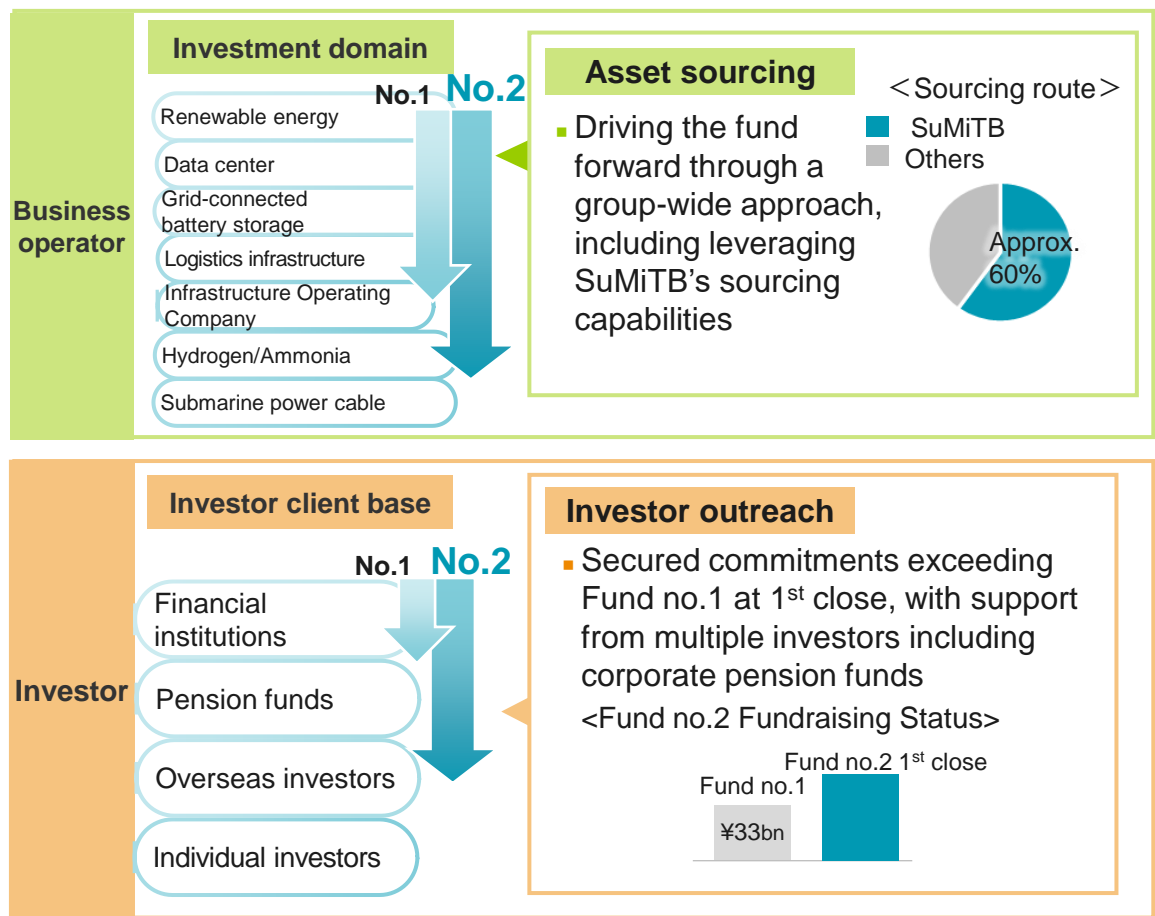 Business
operator
Investment domain
No.1 No.2
Renewable energy
Data center
Grid-connected
battery storage
Logistics infrastructure
Infrastructure Operating
Company
Hydrogen/Ammonia
Submarine power cable
Asset sourcing
▪ Driving the fund
forward through a
group-wide approach,
including leveraging
SuMiTB’s sourcing
capabilities
<Sourcing route>
SuMiTB
Others
Approx.
60%
Investor
Investor client base
No.1 No.2
Financial
institutions
Pension funds
Overseas investors
Individual investors
Investor outreach
▪ Secured commitments exceeding
Fund no.1 at 1st close, with support
from multiple investors including
corporate pension funds
<Fund no.2 Fundraising Status>
Fund no.2 1st close
Fund no.1
¥33bn